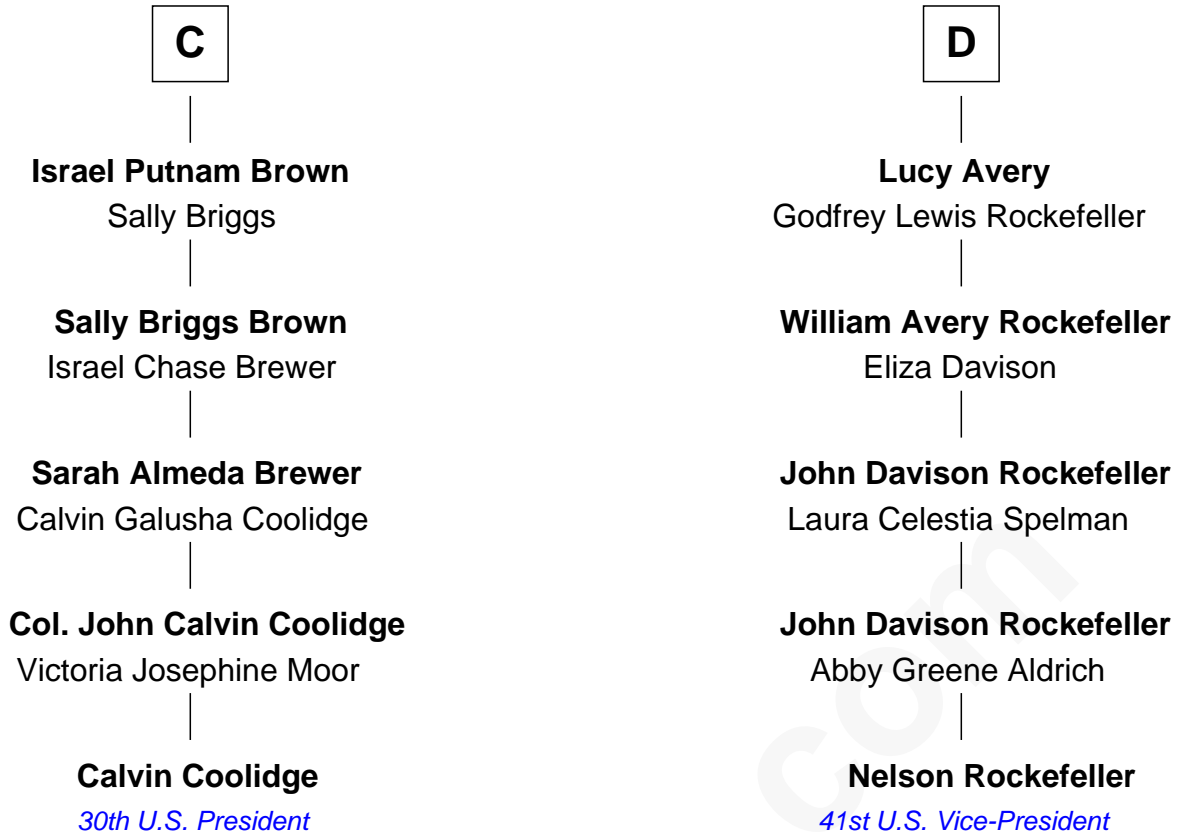 C
Israel Putnam Brown
Sally Briggs
Sally Briggs Brown
Israel Chase Brewer
Sarah Almeda Brewer
Calvin Galusha Coolidge
Col. John Calvin Coolidge
Victoria Josephine Moor
Calvin Coolidge
30th U.S. President
D
Lucy Avery
Godfrey Lewis Rockefeller
William Avery Rockefeller
Eliza Davison
John Davison Rockefeller
Laura Celestia Spelman
John Davison Rockefeller
Abby Greene Aldrich
Nelson Rockefeller
41st U.S. Vice-President
com